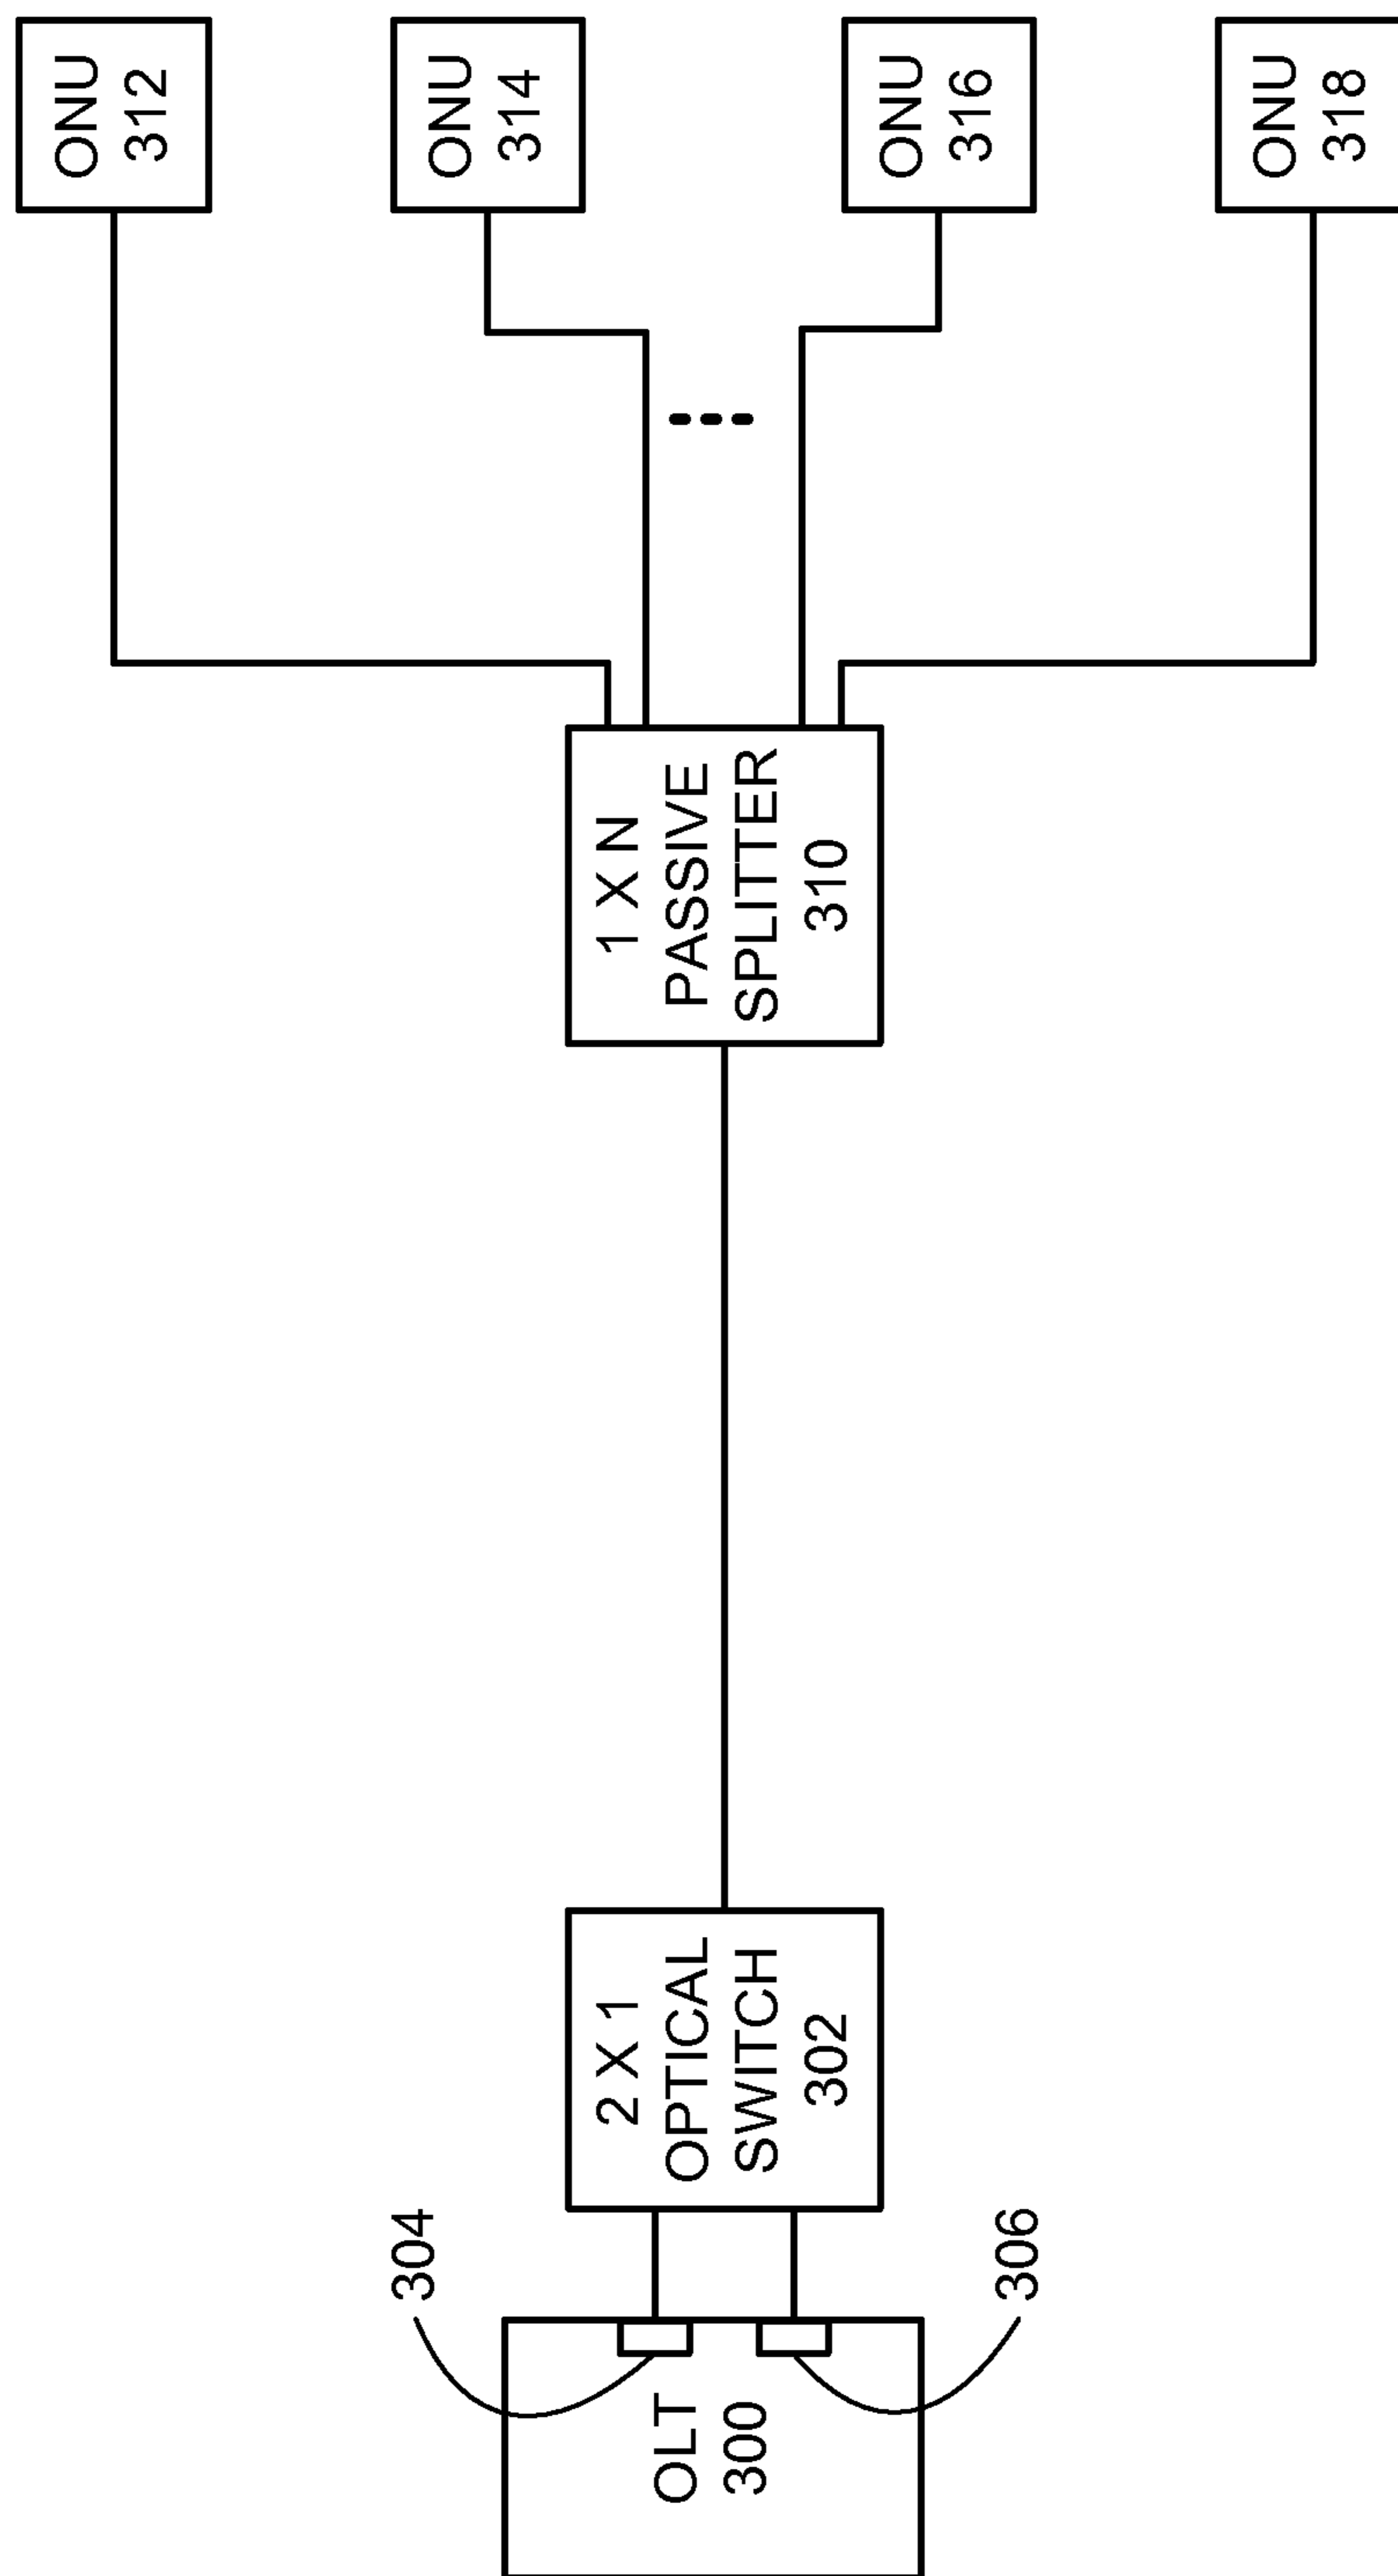 304
OLT
300
306
2 X 1
OPTICAL
SWITCH
302
1 X N
PASSIVE
SPLITTER
310
ONU
312
ONU
314
ONU
316
ONU
318